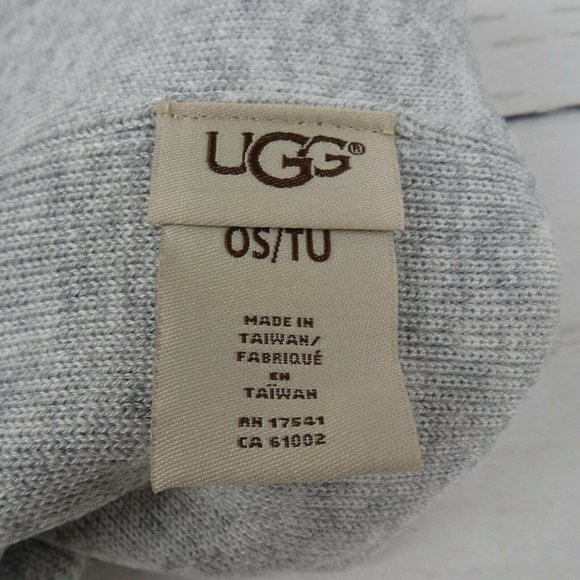 UGG®
OS/TU
MADE IN
TAIWAN/
FABRIQUÉ
EN
TAÏWAN
RN 17541
CA 61002